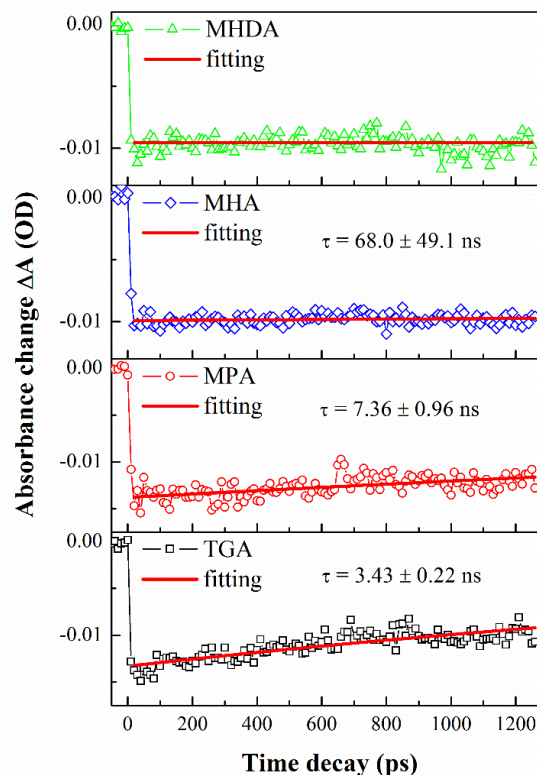 0.00
MHDA
fitting
-0.01
0.00
MHA
fitting
τ = 68.0 ± 49.1 ns
-0.01
0.00
MPA
fitting
τ = 7.36 ± 0.96 ns
-0.01
0.00
TGA
fitting
τ = 3.43 ± 0.22 ns
-0.01
Absorbance change ΔA (OD)
0 200 400 600 800 1000 1200
Time decay (ps)